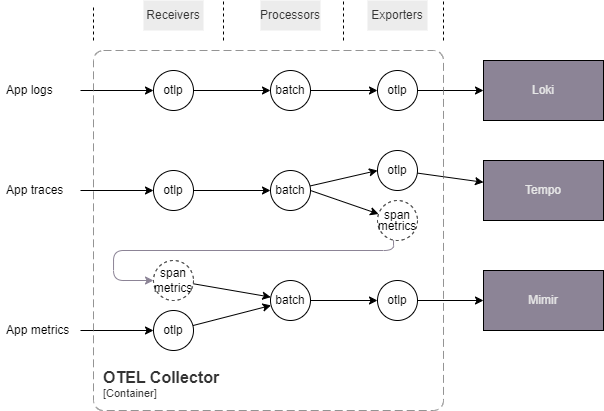 Receivers
Processors
Exporters
App logs
otlp
batch
otlp
Loki
App traces
otlp
batch
otlp
Tempo
span
metrics
span
metrics
batch
otlp
Mimir
App metrics
otlp
OTEL Collector
[Container]